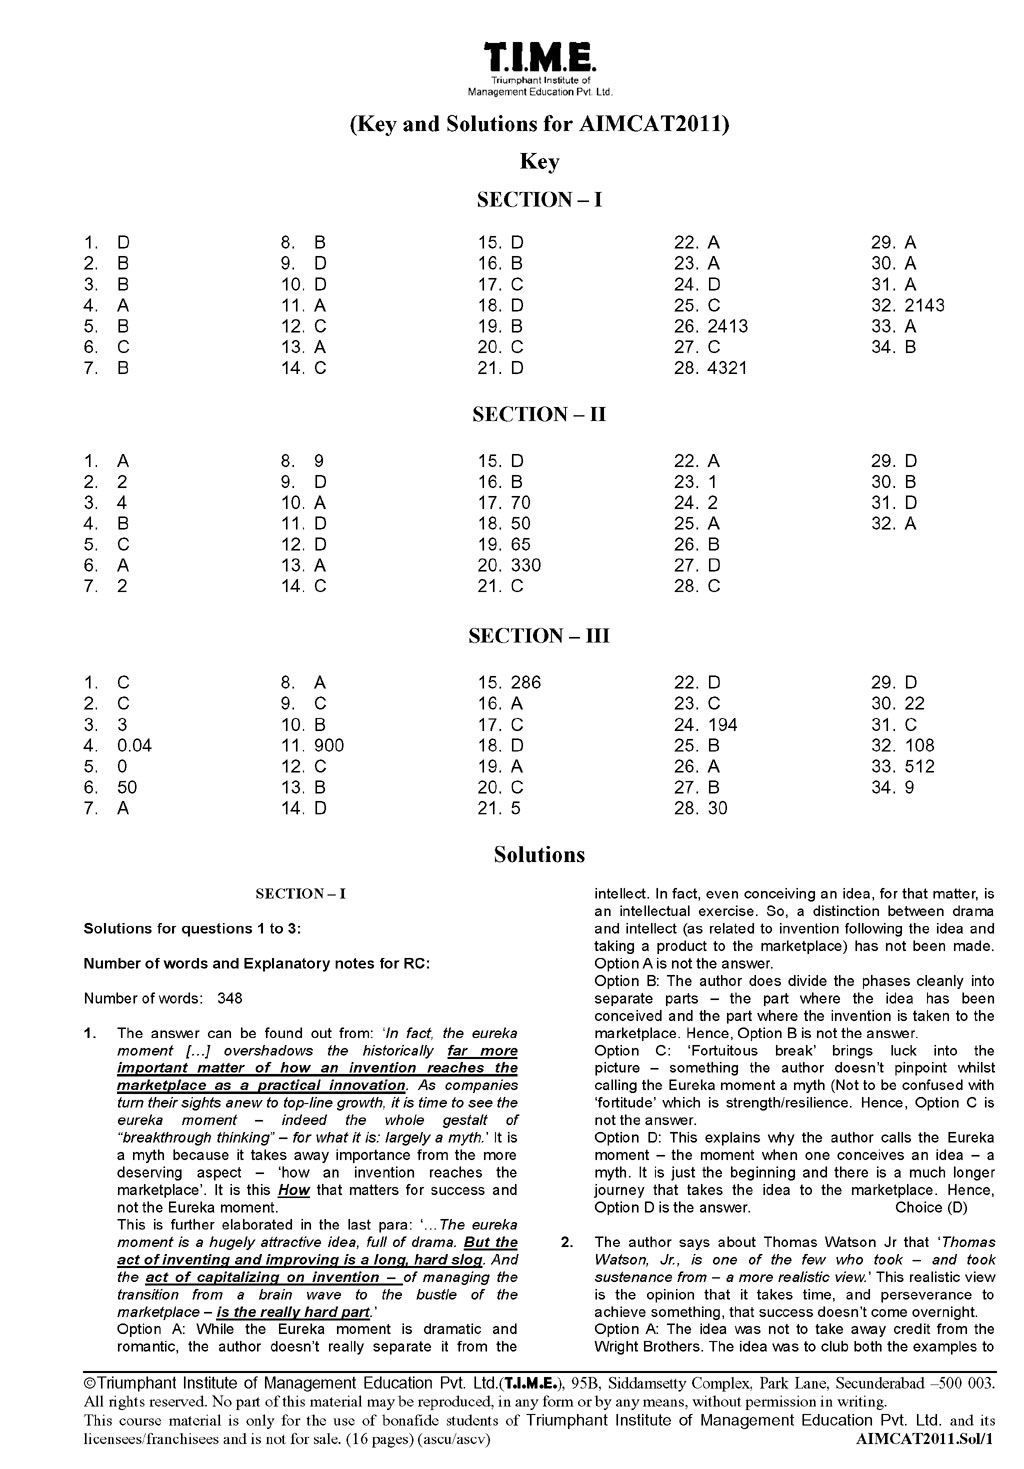 T.I.M.E.
Triumphant Institute of
Management Education Pvt. Ltd.
(Key and Solutions for AIMCAT2011)
Key
SECTION – I
1. D 8. B 15. D 22. A 29. A
2. B 9. D 16. B 23. A 30. A
3. B 10. D 17. C 24. D 31. A
4. A 11. A 18. D 25. C 32. 2143
5. B 12. C 19. B 26. 2413 33. A
6. C 13. A 20. C 27. C 34. B
7. B 14. C 21. D 28. 4321
SECTION – II
1. A 8. 9 15. D 22. A 29. D
2. 2 9. D 16. B 23. 1 30. B
3. 4 10. A 17. 70 24. 2 31. D
4. B 11. D 18. 50 25. A 32. A
5. C 12. D 19. 65 26. B
6. A 13. A 20. 330 27. D
7. 2 14. C 21. C 28. C
SECTION – III
1. C 8. A 15. 286 22. D 29. D
2. C 9. C 16. A 23. C 30. 22
3. 3 10. B 17. C 24. 194 31. C
4. 0.04 11. 900 18. D 25. B 32. 108
5. 0 12. C 19. A 26. A 33. 512
6. 50 13. B 20. C 27. B 34. 9
7. A 14. D 21. 5 28. 30
Solutions
SECTION – I
Solutions for questions 1 to 3:
Number of words and Explanatory notes for RC:
Number of words: 348
1. The answer can be found out from: ‘In fact, the eureka
moment […] overshadows the historically far more
important matter of how an invention reaches the
marketplace as a practical innovation. As companies
turn their sights anew to top-line growth, it is time to see the
eureka moment – indeed the whole gestalt of
“breakthrough thinking” – for what it is: largely a myth.’ It is
a myth because it takes away importance from the more
deserving aspect – ‘how an invention reaches the
marketplace’. It is this How that matters for success and
not the Eureka moment.
This is further elaborated in the last para: ‘…The eureka
moment is a hugely attractive idea, full of drama. But the
act of inventing and improving is a long, hard slog. And
the act of capitalizing on invention – of managing the
transition from a brain wave to the bustle of the
marketplace – is the really hard part.’
Option A: While the Eureka moment is dramatic and
romantic, the author doesn’t really separate it from the
intellect. In fact, even conceiving an idea, for that matter, is
an intellectual exercise. So, a distinction between drama
and intellect (as related to invention following the idea and
taking a product to the marketplace) has not been made.
Option A is not the answer.
Option B: The author does divide the phases cleanly into
separate parts – the part where the idea has been
conceived and the part where the invention is taken to the
marketplace. Hence, Option B is not the answer.
Option C: ‘Fortuitous break’ brings luck into the
picture – something the author doesn’t pinpoint whilst
calling the Eureka moment a myth (Not to be confused with
‘fortitude’ which is strength/resilience. Hence, Option C is
not the answer.
Option D: This explains why the author calls the Eureka
moment – the moment when one conceives an idea – a
myth. It is just the beginning and there is a much longer
journey that takes the idea to the marketplace. Hence,
Option D is the answer. Choice (D)
2. The author says about Thomas Watson Jr that ‘Thomas
Watson, Jr., is one of the few who took – and took
sustenance from – a more realistic view.’ This realistic view
is the opinion that it takes time, and perseverance to
achieve something, that success doesn’t come overnight.
Option A: The idea was not to take away credit from the
Wright Brothers. The idea was to club both the examples to
©Triumphant Institute of Management Education Pvt. Ltd.(T.I.M.E.), 95B, Siddamsetty Complex, Park Lane, Secunderabad –500 003.
All rights reserved. No part of this material may be reproduced, in any form or by any means, without permission in writing.
This course material is only for the use of bonafide students of Triumphant Institute of Management Education Pvt. Ltd. and its
licensees/franchisees and is not for sale. (16 pages) (ascu/ascv) AIMCAT2011.Sol/1